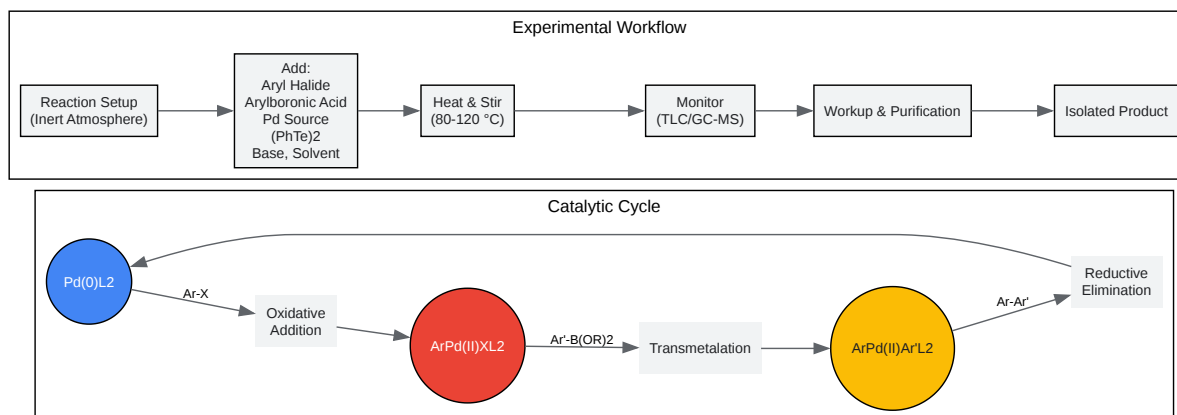 Experimental Workflow
Reaction Setup
(Inert Atmosphere)
Add:
Aryl Halide
Arylboronic Acid
Pd Source
(PhTe)2
Base, Solvent
Heat & Stir
(80-120 °C)
Monitor
(TLC/GC-MS)
Workup & Purification
Isolated Product
Catalytic Cycle
Pd(0)L2
Ar-X
Oxidative
Addition
ArPd(II)XL2
Ar'-B(OR)2
Transmetalation
ArPd(II)Ar'L2
Ar-Ar'
Reductive
Elimination